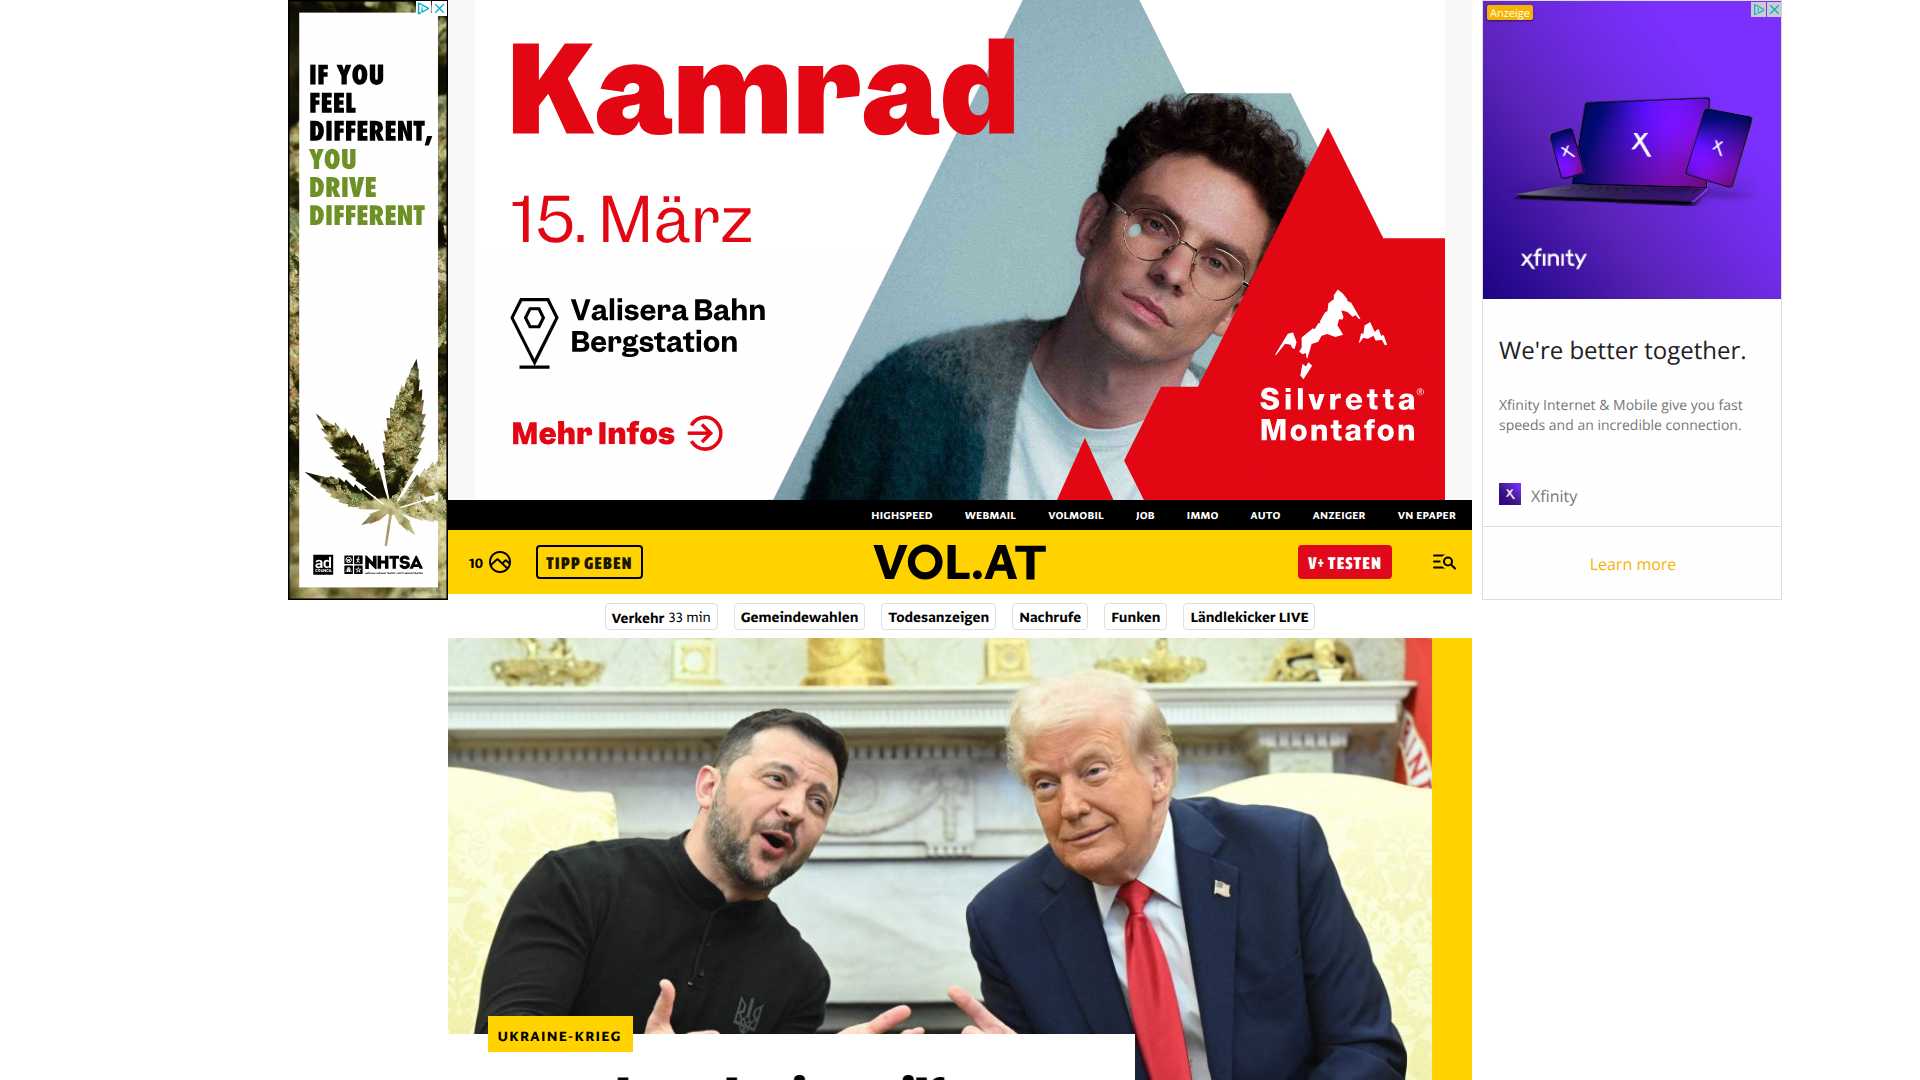 IF YOU
FEEL
DIFFERENT,
YOU
DRIVE
DIFFERENT
ad
COUNCIL
NHTSA
Kamrad
15. März
Valisera Bahn
Bergstation
Mehr Infos
Silvretta®
Montafon
Anzeige
X
X
X
xfinity
We're better together.
Xfinity Internet & Mobile give you fast
speeds and an incredible connection.
X
Xfinity
Learn more
HIGHSPEED WEBMAIL VOLMOBIL JOB IMMO AUTO ANZEIGER VN EPAPER
10 TIPP GEBEN VOL.AT V+ TESTEN
Verkehr 33 min Gemeindewahlen Todesanzeigen Nachrufe Funken Ländlekicker LIVE
UKRAINE-KRIEG